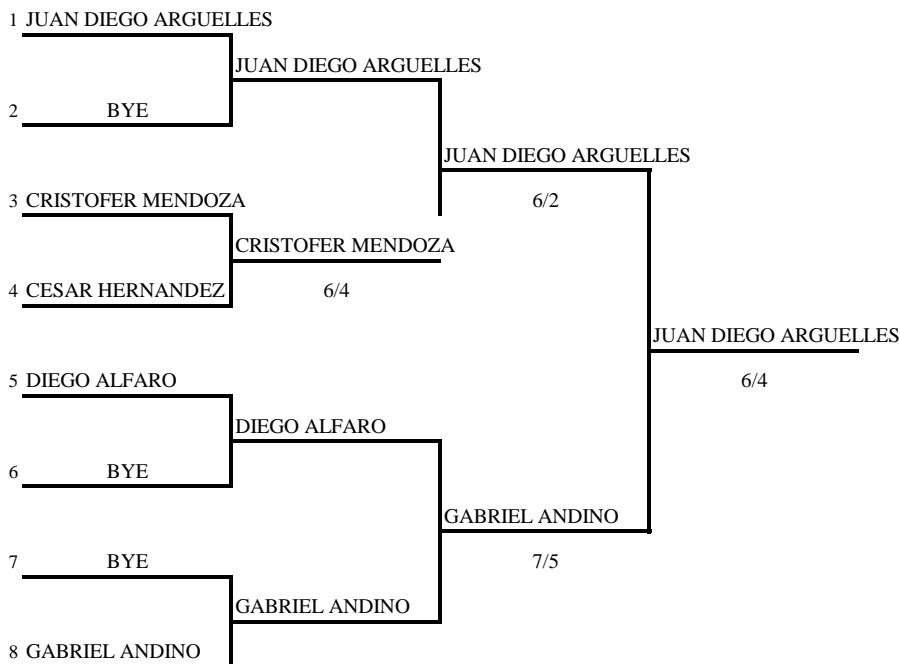 1 JUAN DIEGO ARGUELLES
JUAN DIEGO ARGUELLES
2 BYE
JUAN DIEGO ARGUELLES
3 CRISTOFER MENDOZA
6/2
CRISTOFER MENDOZA
4 CESAR HERNANDEZ
6/4
JUAN DIEGO ARGUELLES
5 DIEGO ALFARO
6/4
DIEGO ALFARO
6 BYE
GABRIEL ANDINO
7 BYE
7/5
GABRIEL ANDINO
8 GABRIEL ANDINO